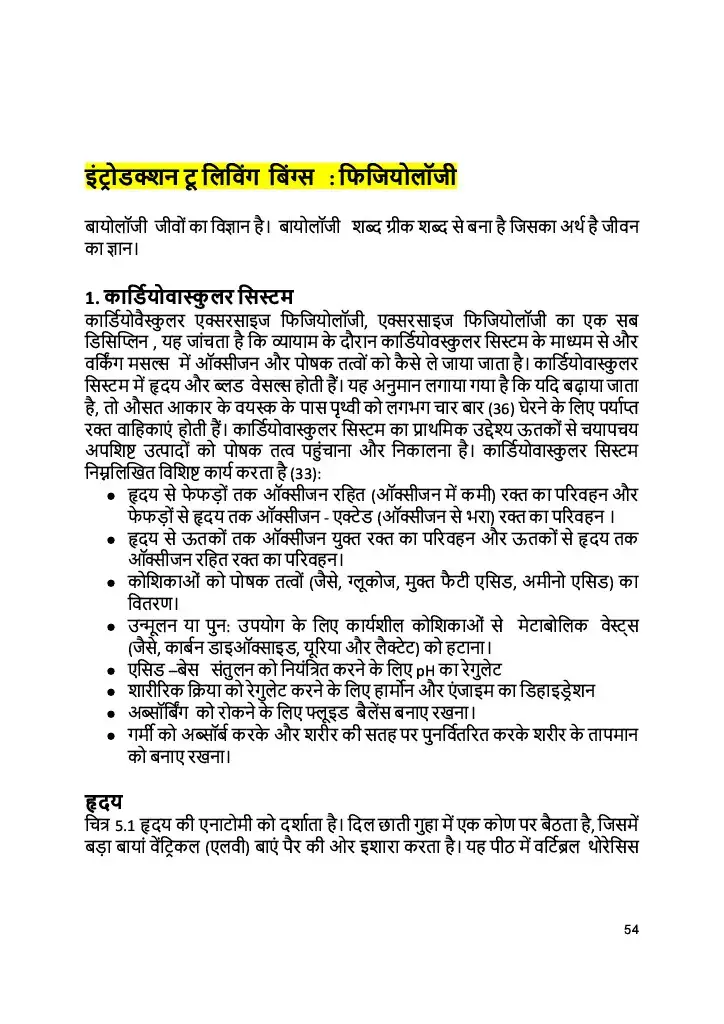 इंट्रोडक्शन टू लिविंग बिंग्स : फिजियोलॉजी
बायोलॉजी जीवों का विज्ञान है। बायोलॉजी शब्द ग्रीक शब्द से बना है जिसका अर्थ है जीवन
का ज्ञान।
1. कार्डियोवास्कुलर सिस्टम
कार्डियोवैस्कुलर एक्सरसाइज फिजियोलॉजी, एक्सरसाइज फिजियोलॉजी का एक सब
डिसिप्लिन , यह जांचता है कि व्यायाम के दौरान कार्डियोवस्कुलर सिस्टम के माध्यम से और
वर्किंग मसल्स में ऑक्सीजन और पोषक तत्वों को कैसे ले जाया जाता है। कार्डियोवास्कुलर
सिस्टम में हृदय और ब्लड वेसल्स होती हैं। यह अनुमान लगाया गया है कि यदि बढ़ाया जाता
है, तो औसत आकार के वयस्क के पास पृथ्वी को लगभग चार बार (36) घेरने के लिए पर्याप्त
रक्त वाहिकाएं होती हैं। कार्डियोवास्कुलर सिस्टम का प्राथमिक उद्देश्य ऊतकों से चयापचय
अपशिष्ट उत्पादों को पोषक तत्व पहुंचाना और निकालना है। कार्डियोवास्कुलर सिस्टम
निम्नलिखित विशिष्ट कार्य करता है (33):
● हृदय से फेफड़ों तक ऑक्सीजन रहित (ऑक्सीजन में कमी) रक्त का परिवहन और
फेफड़ों से हृदय तक ऑक्सीजन - एक्टेड (ऑक्सीजन से भरा) रक्त का परिवहन ।
● हृदय से ऊतकों तक ऑक्सीजन युक्त रक्त का परिवहन और ऊतकों से हृदय तक
ऑक्सीजन रहित रक्त का परिवहन।
● कोशिकाओं को पोषक तत्वों (जैसे, ग्लूकोज, मुक्त फैटी एसिड, अमीनो एसिड) का
वितरण।
● उन्मूलन या पुन: उपयोग के लिए कार्यशील कोशिकाओं से मेटाबोलिक वेस्ट्स
(जैसे, कार्बन डाइऑक्साइड, यूरिया और लैक्टेट) को हटाना।
● एसिड –बेस संतुलन को नियंत्रित करने के लिए pH का रेगुलेट
● शारीरिक क्रिया को रेगुलेट करने के लिए हार्मोन और एंजाइम का डिहाइड्रेशन
● अब्सॉर्बिंग को रोकने के लिए फ्लूइड बैलेंस बनाए रखना।
● गर्मी को अब्सॉर्ब करके और शरीर की सतह पर पुनर्वितरित करके शरीर के तापमान
को बनाए रखना।
हृदय
चित्र 5.1 हृदय की एनाटोमी को दर्शाता है। दिल छाती गुहा में एक कोण पर बैठता है, जिसमें
बड़ा बायां वेंट्रिकल (एलवी) बाएं पैर की ओर इशारा करता है। यह पीठ में वर्टिब्रल थोरेसिस
54